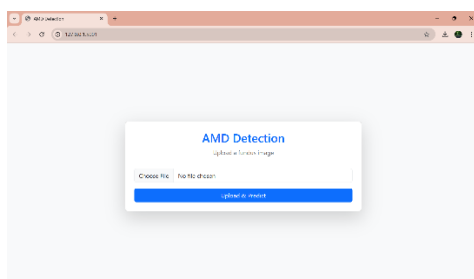 AMD Detection
AMD Detection
Upload a fundus image
Choose File No file chosen
Upload & Predict